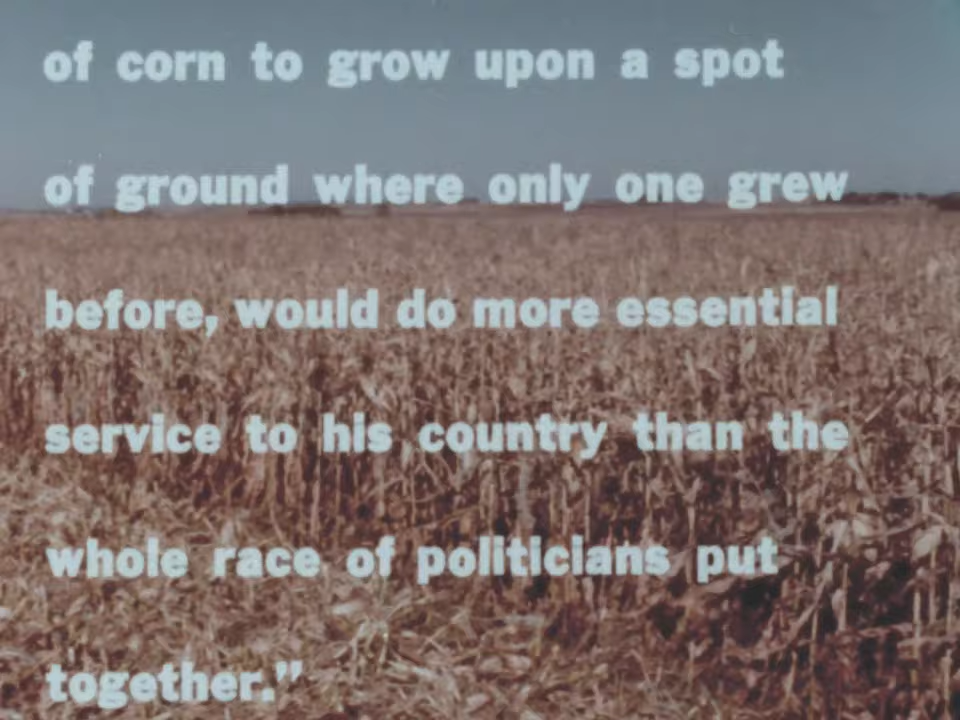 of corn to grow upon a spot
of ground where only one grew
before, would do more essential
service to his country than the
whole race of politicians put
together.”